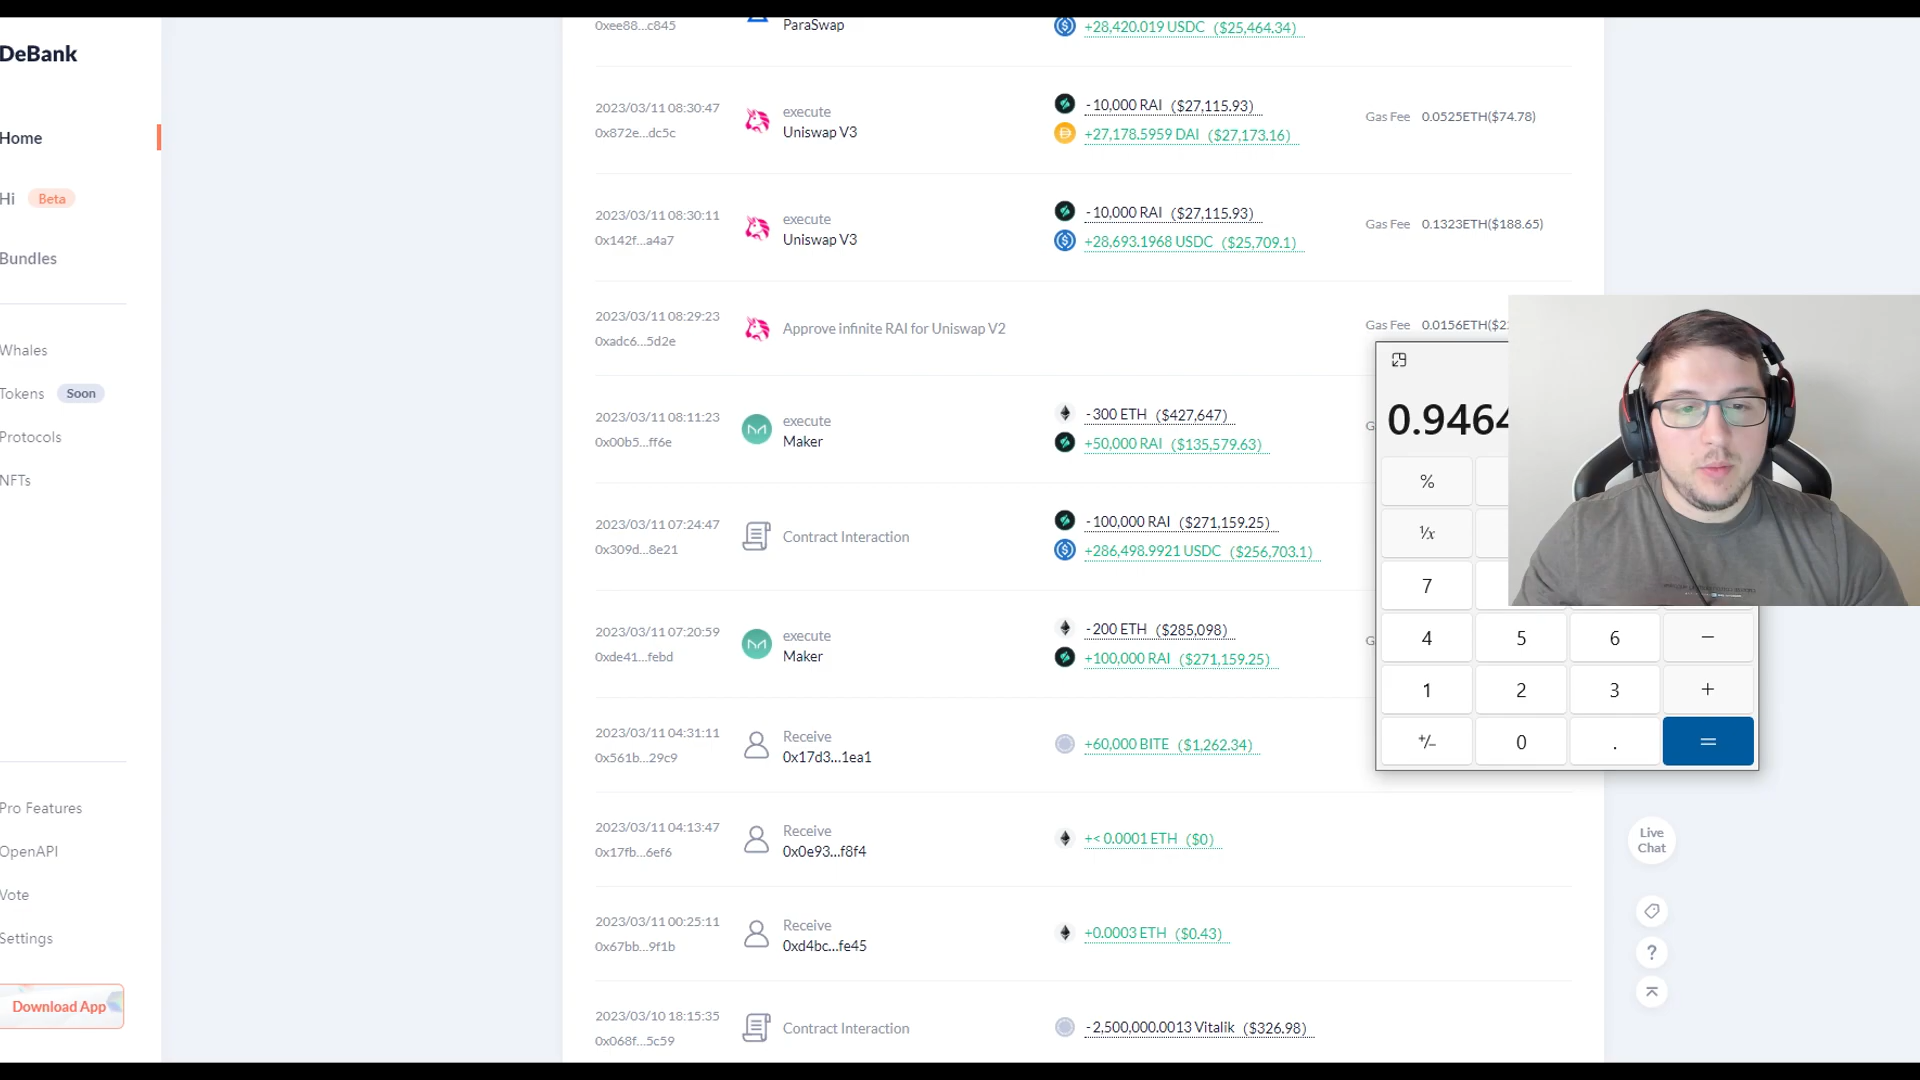 DeBank
Home
Hi Beta
Bundles
Whales
Tokens Soon
Protocols
NFTs
Pro Features
OpenAPI
Vote
Settings
Download App
0xee88...c845 ParaSwap +28,420.019 USDC ($25,464.34)
2023/03/11 08:30:47 execute -10,000 RAI ($27,115.93) Gas Fee 0.0525ETH($74.78)
0x872e...dc5c Uniswap V3 +27,178.5959 DAI ($27,173.16)
2023/03/11 08:30:11 execute -10,000 RAI ($27,115.93) Gas Fee 0.1323ETH($188.65)
0x142f...a4a7 Uniswap V3 +28,693.1968 USDC ($25,709.1)
2023/03/11 08:29:23 Approve infinite RAI for Uniswap V2 Gas Fee 0.0156ETH($2
0xadc6...5d2e
2023/03/11 08:11:23 execute -300 ETH ($427,647) G
0x00b5...ff6e Maker +50,000 RAI ($135,579.63)
2023/03/11 07:24:47 Contract Interaction -100,000 RAI ($271,159.25)
0x309d...8e21 +286,498.9921 USDC ($256,703.1)
2023/03/11 07:20:59 execute -200 ETH ($285,098) G
0xde41...febd Maker +100,000 RAI ($271,159.25)
2023/03/11 04:31:11 Receive +60,000 BITE ($1,262.34)
0x561b...29c9 0x17d3...1ea1
2023/03/11 04:13:47 Receive +< 0.0001 ETH ($0)
0x17fb...6ef6 0x0e93...f8f4
2023/03/11 00:25:11 Receive +0.0003 ETH ($0.43)
0x67bb...9f1b 0xd4bc...fe45
2023/03/10 18:15:35 Contract Interaction -2,500,000.0013 Vitalik ($326.98)
0x068f...5c59
0.9464
%
1/x
7
4 5 6 −
1 2 3 +
+/− 0 . =
Live
Chat
?